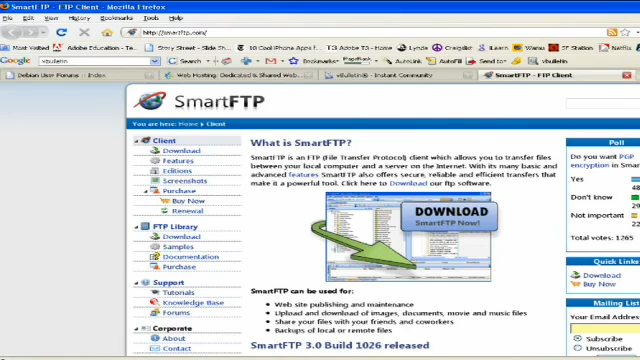 SmartFTP - FTP Client - Mozilla Firefox
File Edit View History Bookmarks Tools Help
http://smartftp.com/
Most Visited Adobe Education - Te... Story Street - Slide Sh... 10 Cool iPhone Apps f... T3 Adobe T3 - Home Lynda Craigslist Learn Warau SF Station Netflix Cha...
Google vbulletin Search Bookmarks PageRank AutoLink AutoFill Send to vbulletin
Debian User Forums :: Index Web Hosting, Dedicated & Shared Web... vBulletin - Instant Community SmartFTP - FTP Client
SmartFTP
You are here: Home > Client
Client
Download
Features
Editions
Screenshots
Purchase
Buy Now
Renewal
FTP Library
Download
Samples
Documentation
Purchase
Support
Tutorials
Knowledge Base
Forums
Corporate
About
Contact
What is SmartFTP?
SmartFTP is an FTP (File Transfer Protocol) client which allows you to transfer files
between your local computer and a server on the Internet. With its many basic and
advanced features SmartFTP also offers secure, reliable and efficient transfers that
make it a powerful tool. Click here to Download our ftp software.
DOWNLOAD
SmartFTP Now!
SmartFTP can be used for:
Web site publishing and maintenance
Upload and download of images, documents, movie and music files
Share your files with your friends and coworkers
Backups of local or remote files
SmartFTP 3.0 Build 1026 released
Poll
Do you want PGP
encryption in Smart
Yes
48
Don't know
29
Not important
22
Total votes: 1265
Quick Links
Download
Buy Now
Mailing List
Your Email Address
Subscribe
Unsubscribe